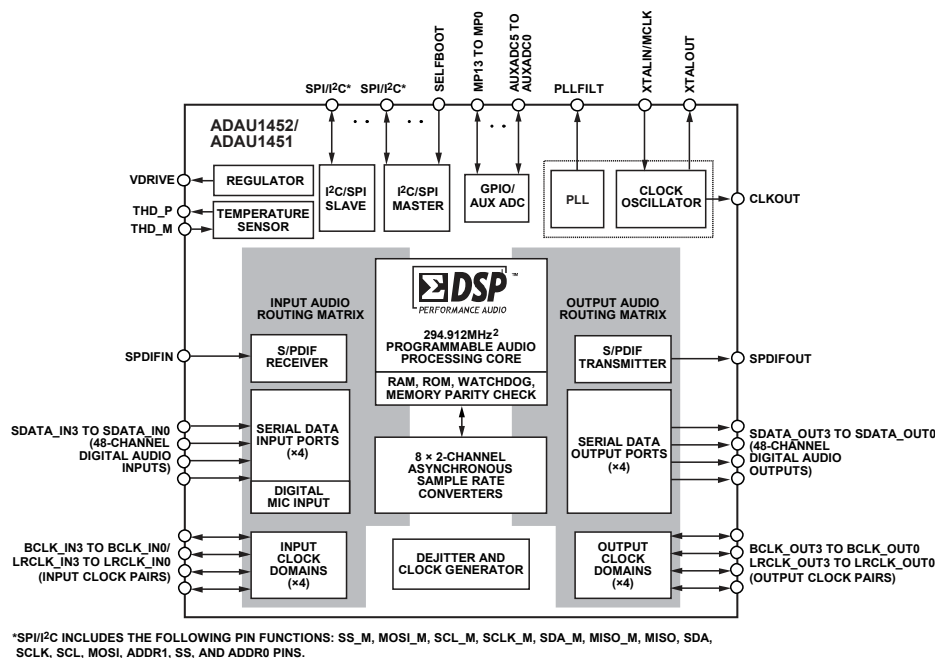 SPI/I2C*
SPI/I2C*
SELFBOOT
MP13 TO MP0
AUXADC5 TO
AUXADC0
PLLFILT
XTALIN/MCLK
XTALOUT
ADAU1452/
ADAU1451
VDRIVE
REGULATOR
THD_P
THD_M
TEMPERATURE
SENSOR
I2C/SPI
SLAVE
I2C/SPI
MASTER
GPIO/
AUX ADC
PLL
CLOCK
OSCILLATOR
CLKOUT
INPUT AUDIO
ROUTING MATRIX
DSP™
PERFORMANCE AUDIO
294.912MHz2
PROGRAMMABLE AUDIO
PROCESSING CORE
RAM, ROM, WATCHDOG,
MEMORY PARITY CHECK
OUTPUT AUDIO
ROUTING MATRIX
SPDIFIN
S/PDIF
RECEIVER
S/PDIF
TRANSMITTER
SPDIFOUT
SDATA_IN3 TO SDATA_IN0
(48-CHANNEL
DIGITAL AUDIO
INPUTS)
SERIAL DATA
INPUT PORTS
(×4)
DIGITAL
MIC INPUT
8 × 2-CHANNEL
ASYNCHRONOUS
SAMPLE RATE
CONVERTERS
SERIAL DATA
OUTPUT PORTS
(×4)
SDATA_OUT3 TO SDATA_OUT0
(48-CHANNEL
DIGITAL AUDIO
OUTPUTS)
BCLK_IN3 TO BCLK_IN0/
LRCLK_IN3 TO LRCLK_IN0
(INPUT CLOCK PAIRS)
INPUT
CLOCK
DOMAINS
(×4)
DEJITTER AND
CLOCK GENERATOR
OUTPUT
CLOCK
DOMAINS
(×4)
BCLK_OUT3 TO BCLK_OUT0
LRCLK_OUT3 TO LRCLK_OUT0
(OUTPUT CLOCK PAIRS)
*SPI/I2C INCLUDES THE FOLLOWING PIN FUNCTIONS: SS_M, MOSI_M, SCL_M, SCLK_M, SDA_M, MISO_M, MISO, SDA,
SCLK, SCL, MOSI, ADDR1, SS, AND ADDR0 PINS.